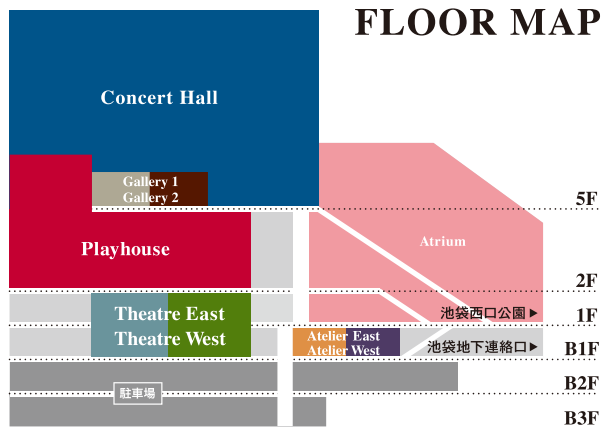 FLOOR MAP
Concert Hall
Gallery 1
Gallery 2
5F
Playhouse
Atrium
2F
Theatre East
Theatre West
池袋西口公園▶
1F
Atelier East
Atelier West
池袋地下連絡口▶
B1F
B2F
駐車場
B3F